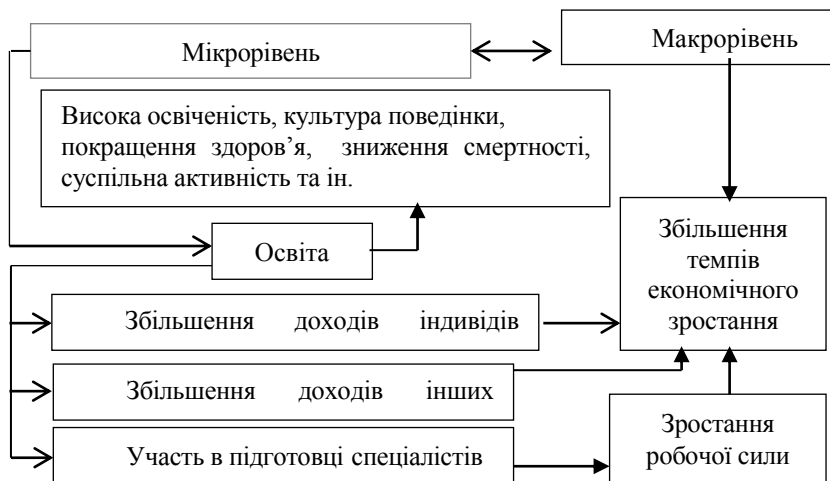 Мікрорівень
Макрорівень
Висока освіченість, культура поведінки,
покращення здоров’я, зниження смертності,
суспільна активність та ін.
Освіта
Збільшення
темпів
економічного
зростання
Збільшення доходів індивідів
Збільшення доходів інших
Участь в підготовці спеціалістів
Зростання
робочої сили